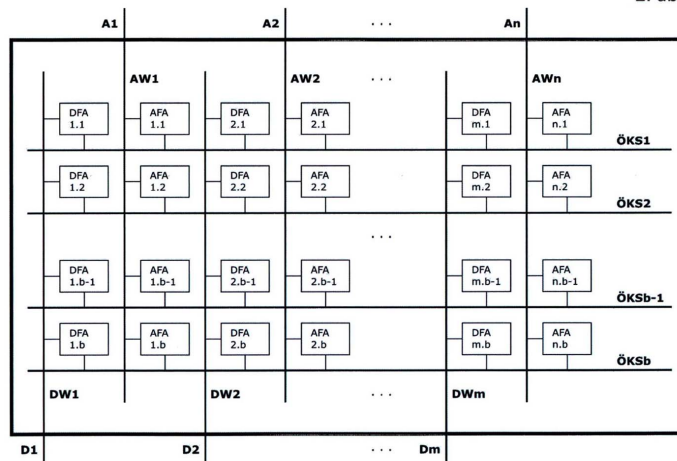 A1 A2 ... An
AW1 AW2 ... AWn
DFA AFA DFA AFA DFA AFA
1.1 1.1 2.1 2.1 m.1 n.1
ÖKS1
DFA AFA DFA AFA DFA AFA
1.2 1.2 2.2 2.2 m.2 n.2
ÖKS2
...
DFA AFA DFA AFA DFA AFA
1.b-1 1.b-1 2.b-1 2.b-1 m.b-1 n.b-1
ÖKSb-1
DFA AFA DFA AFA DFA AFA
1.b 1.b 2.b 2.b m.b n.b
ÖKSb
DW1 DW2 ... DWm
D1 D2 ... Dm